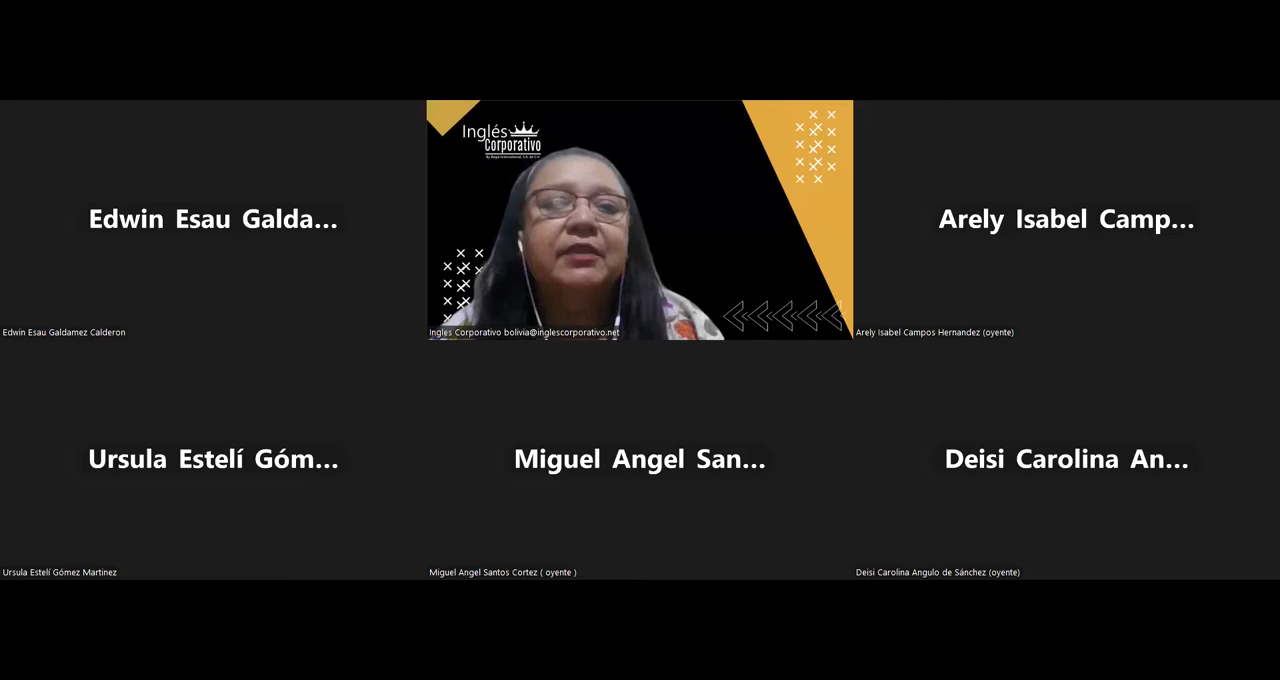 Edwin Esau Galda...
Inglés
Corporativo
Arely Isabel Camp...
Edwin Esau Galdamez Calderon
Ingles Corporativo bolivia@inglescorporativo.net
Arely Isabel Campos Hernandez (oyente)
Ursula Estelí Góm...
Miguel Angel San...
Deisi Carolina An...
Ursula Estelí Gómez Martinez
Miguel Angel Santos Cortez ( oyente )
Deisi Carolina Angulo de Sánchez (oyente)